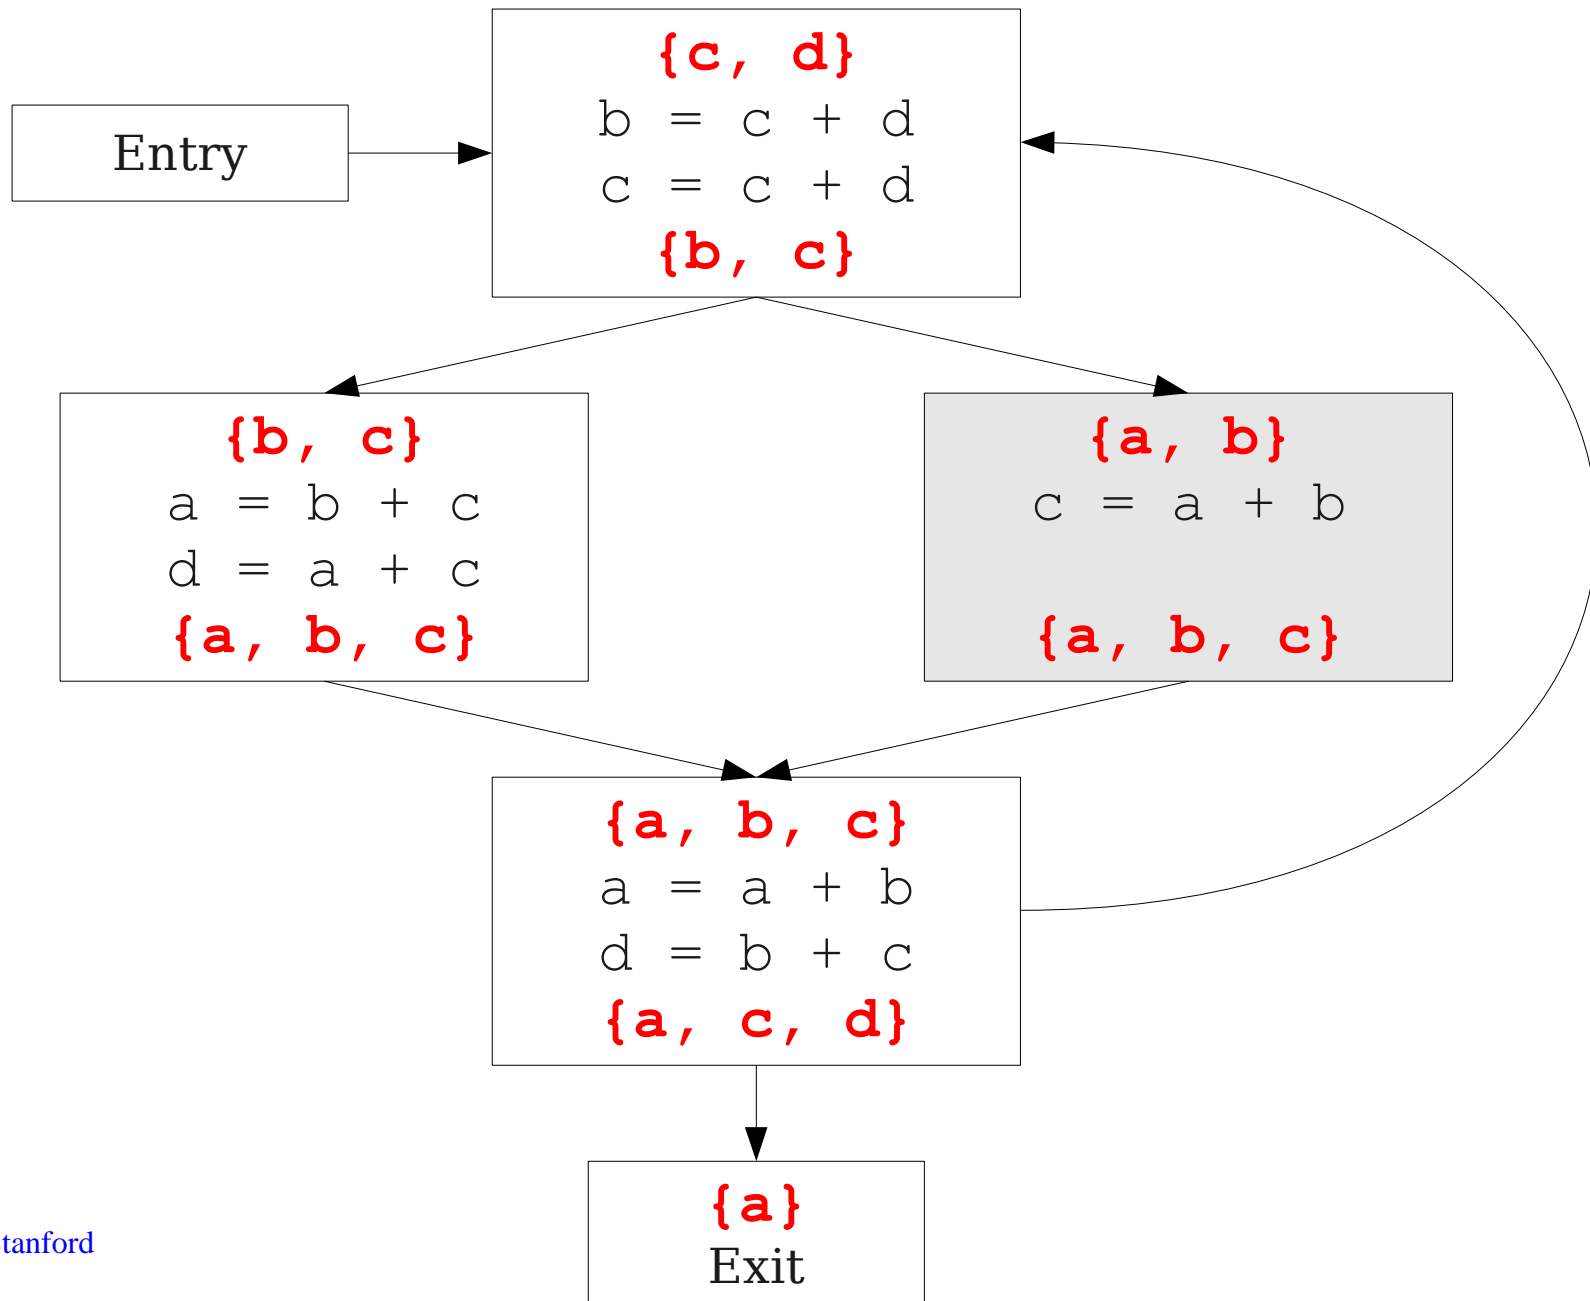 {c, d}
b = c + d
c = c + d
{b, c}
Entry
{b, c}
a = b + c
d = a + c
{a, b, c}
{a, b}
c = a + b
{a, b, c}
{a, b, c}
a = a + b
d = b + c
{a, c, d}
{a}
Exit
tanford